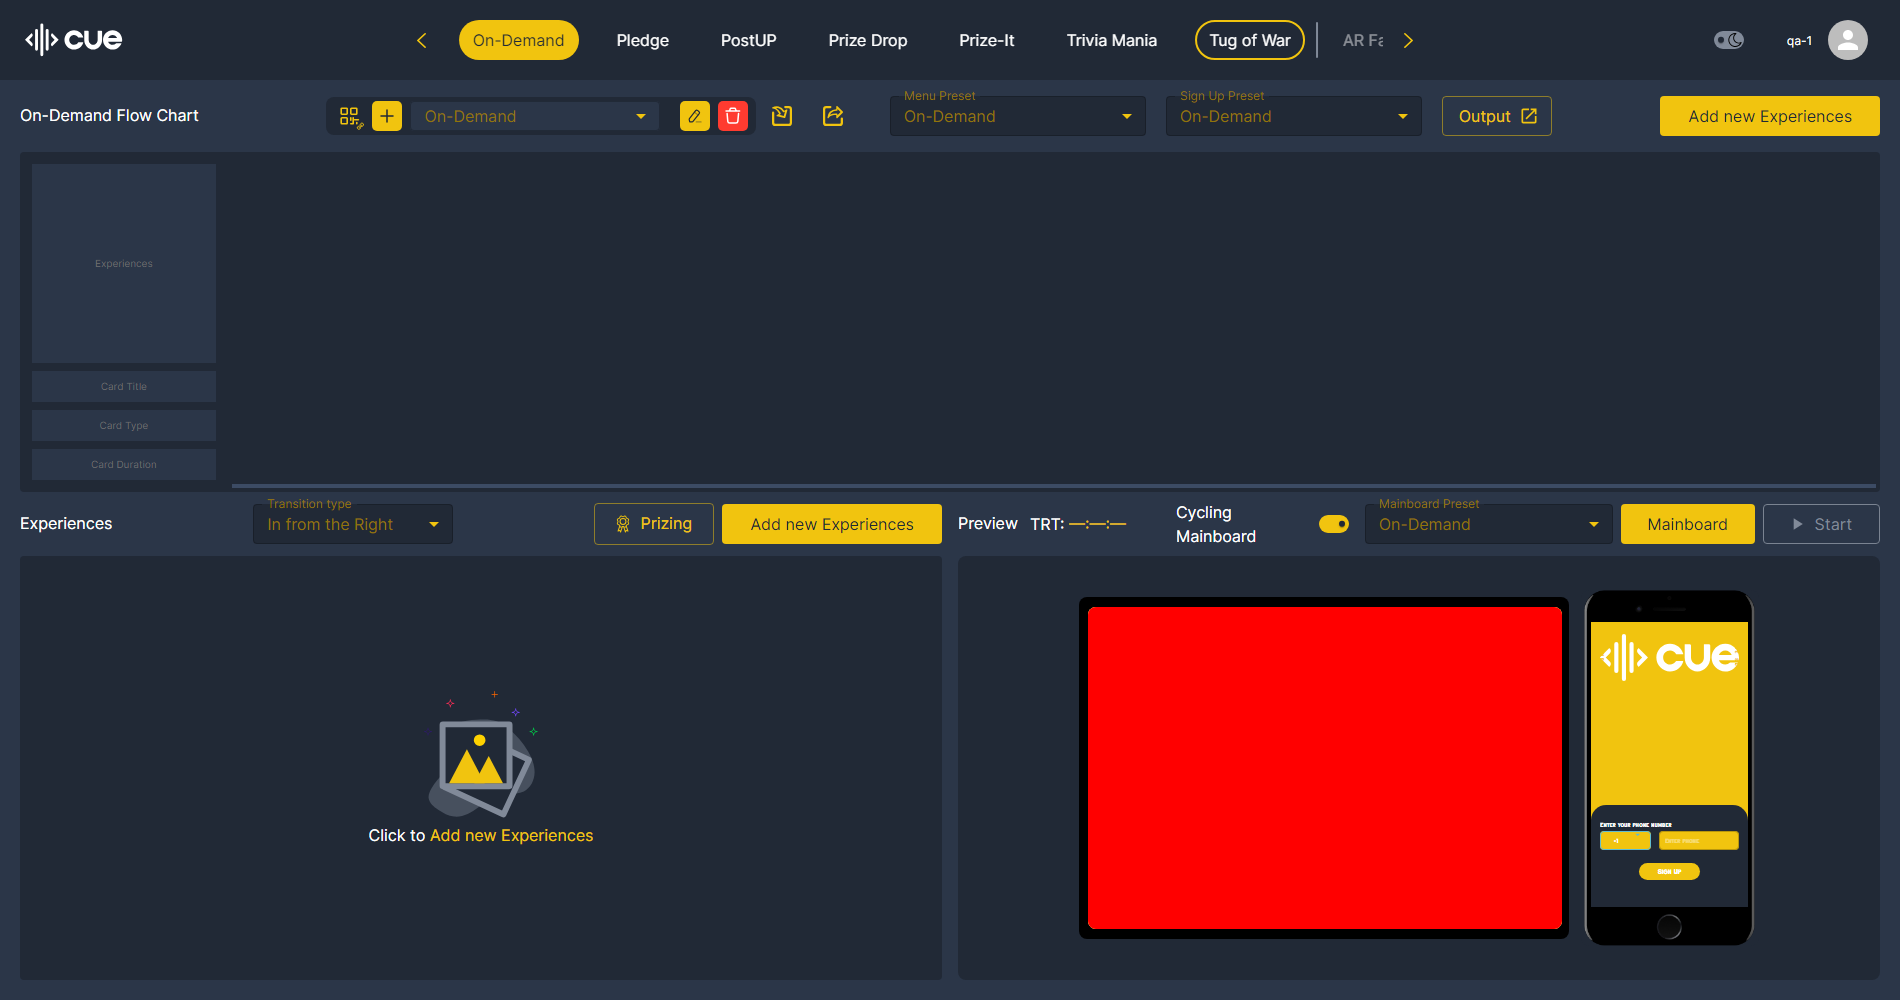 cue
On-Demand
Pledge
PostUP
Prize Drop
Prize-It
Trivia Mania
Tug of War
AR Fa
qa-1
On-Demand Flow Chart
On-Demand
Menu Preset
On-Demand
Sign Up Preset
On-Demand
Output
Add new Experiences
Experiences
Card Title
Card Type
Card Duration
Experiences
Transition type
In from the Right
Prizing
Add new Experiences
Preview
TRT: —:—:—
Cycling
Mainboard
Mainboard Preset
On-Demand
Mainboard
Start
Click to Add new Experiences
cue
Enter your phone number
+1
Enter phone
Sign up